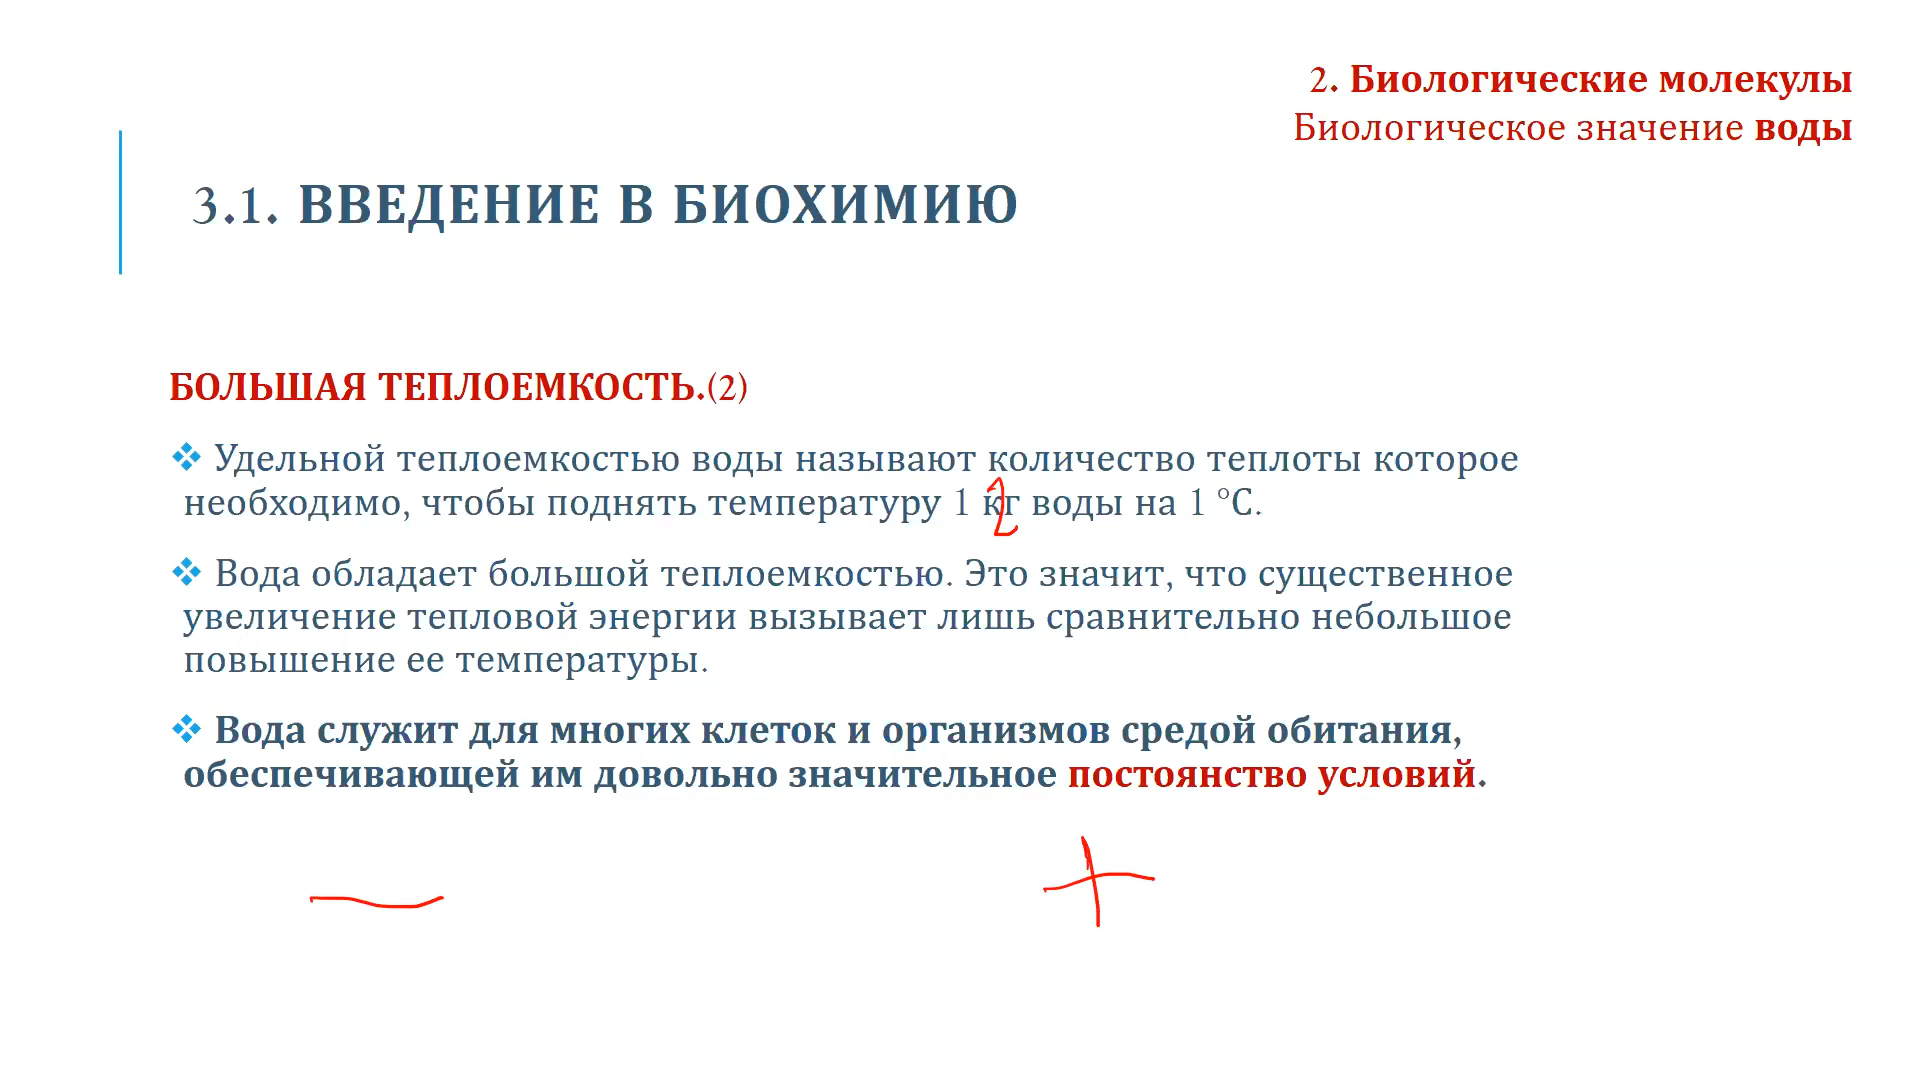 2. Биологические молекулы
Биологическое значение воды
3.1. ВВЕДЕНИЕ В БИОХИМИЮ
БОЛЬШАЯ ТЕПЛОЕМКОСТЬ.(2)
❖ Удельной теплоемкостью воды называют количество теплоты которое
необходимо, чтобы поднять температуру 1 кг воды на 1 °С.
❖ Вода обладает большой теплоемкостью. Это значит, что существенное
увеличение тепловой энергии вызывает лишь сравнительно небольшое
повышение ее температуры.
❖ Вода служит для многих клеток и организмов средой обитания,
обеспечивающей им довольно значительное постоянство условий.